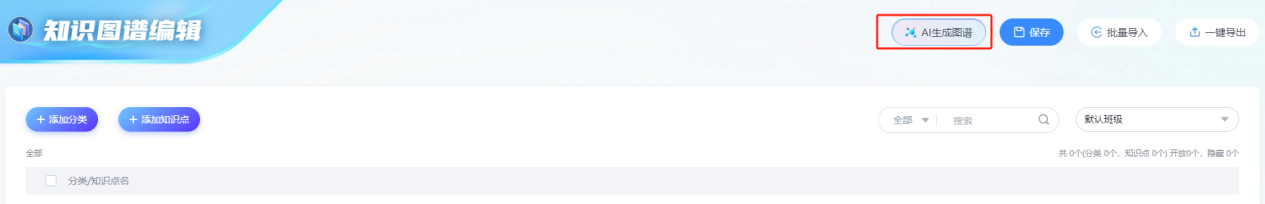 知识图谱编辑
AI生成图谱 保存 批量导入 一键导出
+ 添加分类 + 添加知识点 全部 搜索 默认班级
全部 共 0个(分类 0个, 知识点 0个) 开放0个, 隐藏 0个
分类/知识点名